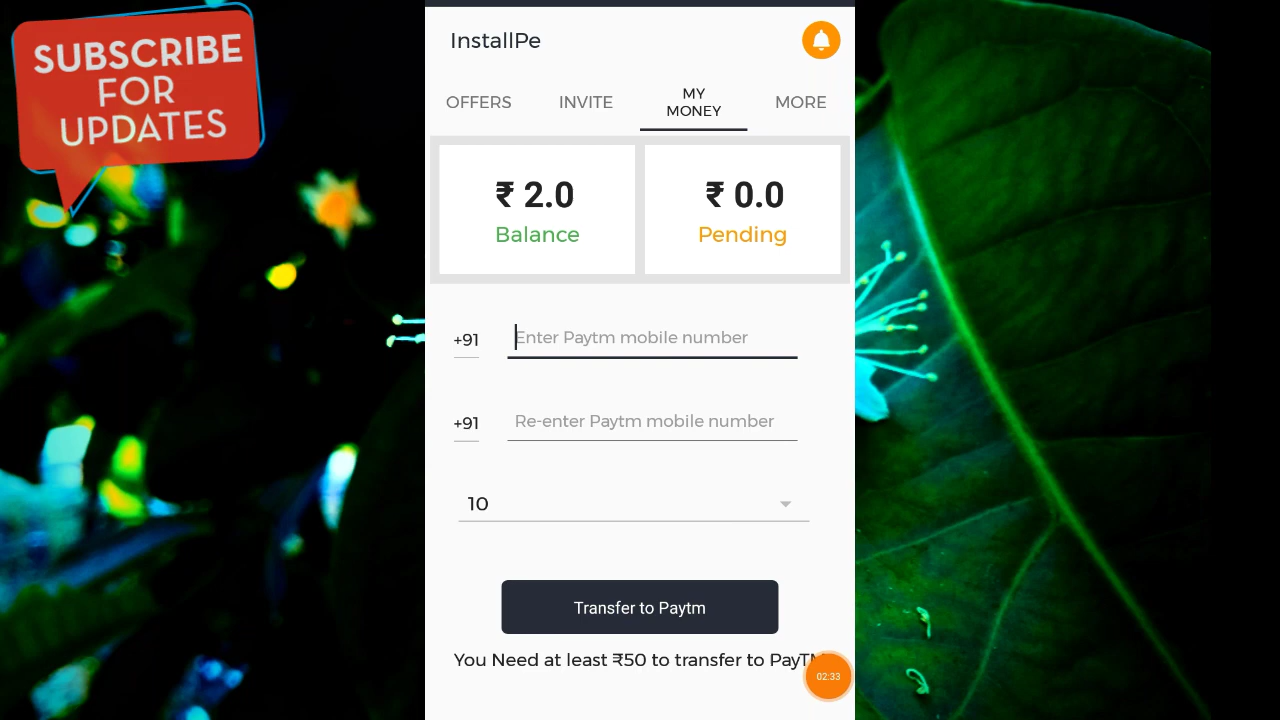 SUBSCRIBE
FOR
UPDATES
InstallPe
OFFERS
INVITE
MY
MONEY
MORE
₹ 2.0
Balance
₹ 0.0
Pending
+91
Enter Paytm mobile number
+91
Re-enter Paytm mobile number
10
Transfer to Paytm
You Need at least ₹50 to transfer to PayTM
02:33